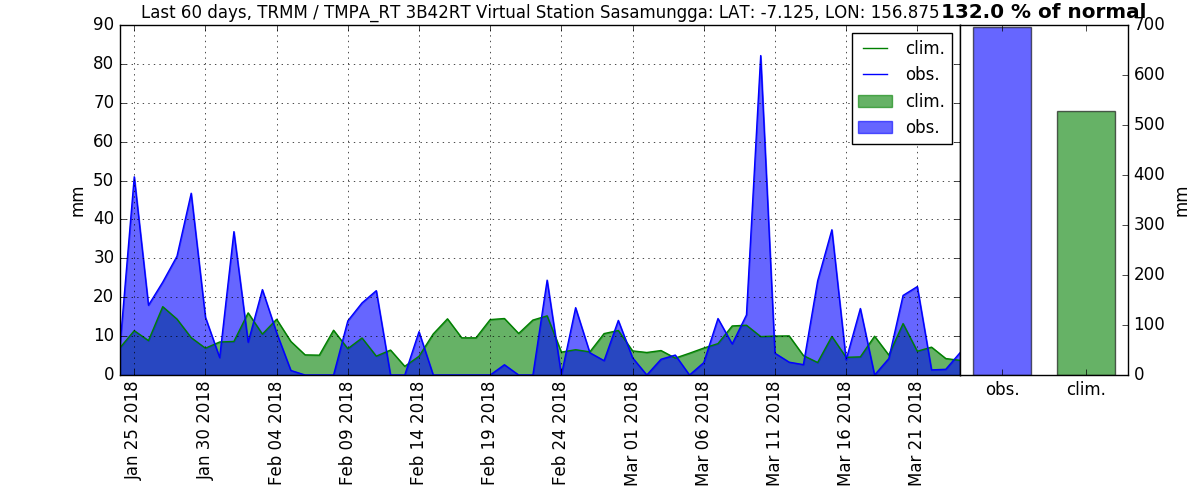 Last 60 days, TRMM / TMPA_RT 3B42RT Virtual Station Sasamungga: LAT: -7.125, LON: 156.875
132.0 % of normal
90
80
70
60
50
40
30
20
10
0
mm
clim.
obs.
clim.
obs.
700
600
500
400
300
200
100
0
mm
obs.
clim.
Jan 25 2018
Jan 30 2018
Feb 04 2018
Feb 09 2018
Feb 14 2018
Feb 19 2018
Feb 24 2018
Mar 01 2018
Mar 06 2018
Mar 11 2018
Mar 16 2018
Mar 21 2018